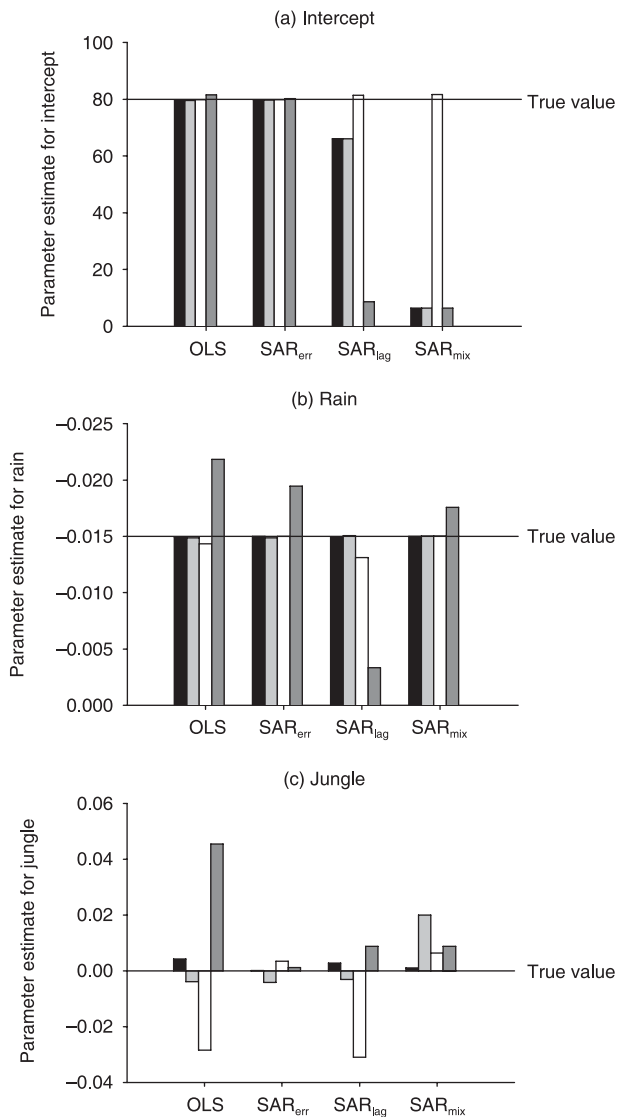 (a) Intercept
Parameter estimate for intercept
100
80
60
40
20
0
True value
OLS SARerr SARlag SARmix
(b) Rain
Parameter estimate for rain
–0.025
–0.020
–0.015
–0.010
–0.005
0.000
True value
OLS SARerr SARlag SARmix
(c) Jungle
Parameter estimate for jungle
0.06
0.04
0.02
0.00
–0.02
–0.04
True value
OLS SARerr SARlag SARmix